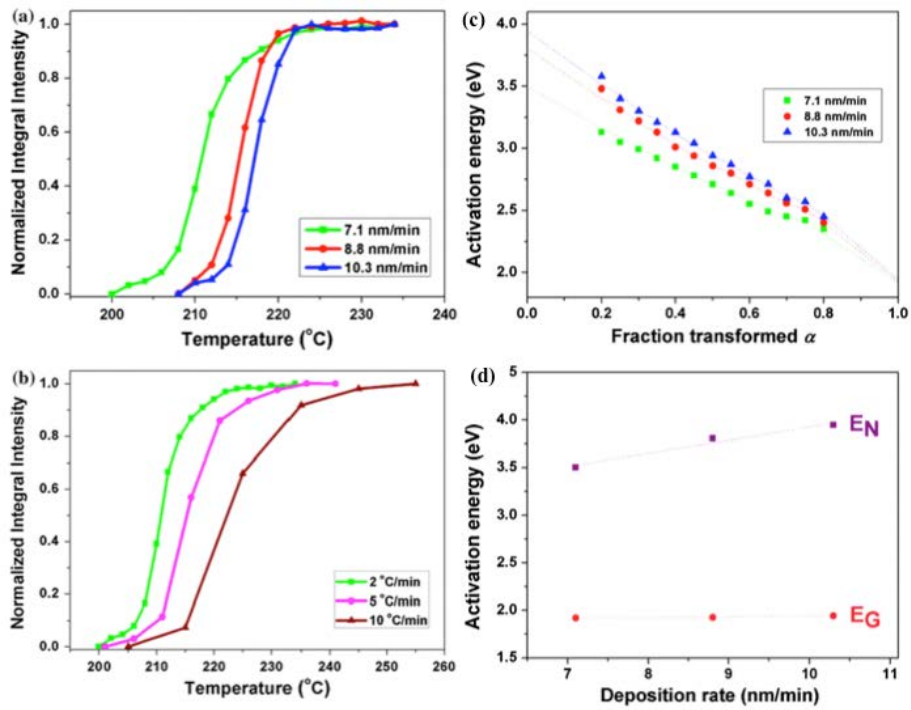 (a)
Normalized Integral Intensity
1.0
0.8
0.6
0.4
0.2
0.0
7.1 nm/min
8.8 nm/min
10.3 nm/min
200 210 220 230 240
Temperature (°C)
(c)
Activation energy (eV)
4.0
3.5
3.0
2.5
2.0
7.1 nm/min
8.8 nm/min
10.3 nm/min
0.0 0.2 0.4 0.6 0.8 1.0
Fraction transformed α
(b)
Normalized Integral Intensity
1.0
0.8
0.6
0.4
0.2
0.0
2 °C/min
5 °C/min
10 °C/min
200 210 220 230 240 250 260
Temperature (°C)
(d)
Activation energy (eV)
4.5
4.0
3.5
3.0
2.5
2.0
1.5
EN
EG
7 8 9 10 11
Deposition rate (nm/min)